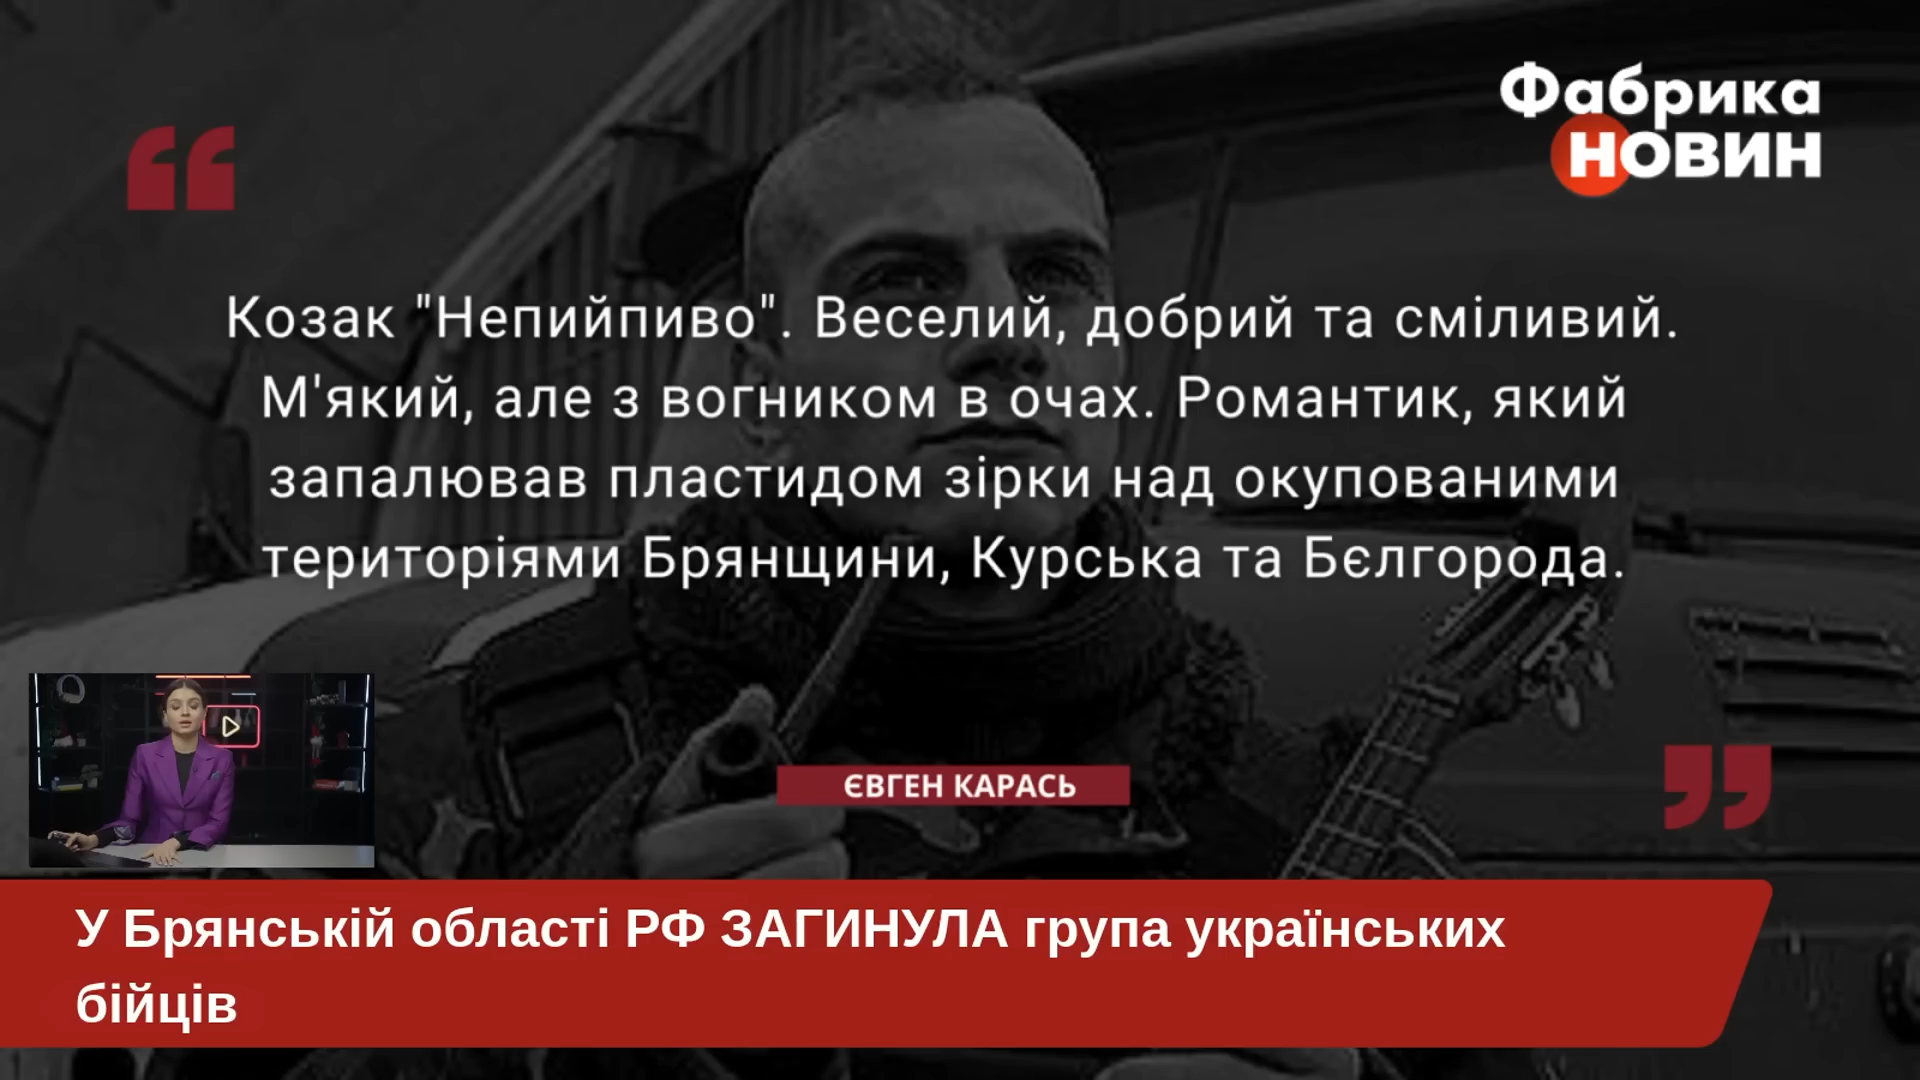 Фабрика
НОВИН
Козак "Непийпиво". Веселий, добрий та сміливий.
М'який, але з вогником в очах. Романтик, який
запалював пластидом зірки над окупованими
територіями Брянщини, Курська та Бєлгорода.
ЄВГЕН КАРАСЬ
У Брянській області РФ ЗАГИНУЛА група українських
бійців